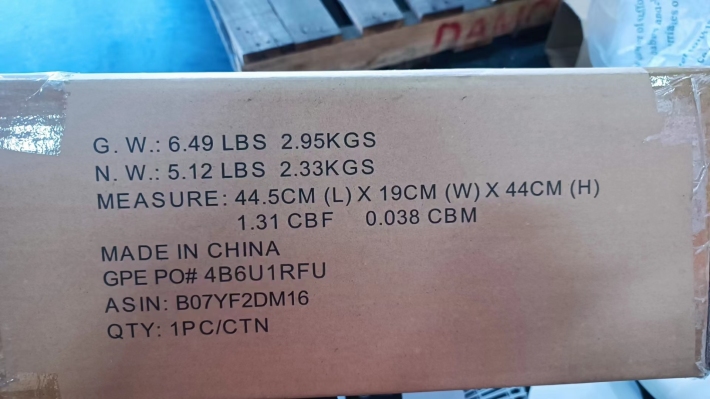 G. W.: 6.49 LBS 2.95KGS
N. W.: 5.12 LBS 2.33KGS
MEASURE: 44.5CM (L) X 19CM (W) X 44CM (H)
1.31 CBF 0.038 CBM
MADE IN CHINA
GPE PO# 4B6U1RFU
ASIN: B07YF2DM16
QTY: 1PC/CTN